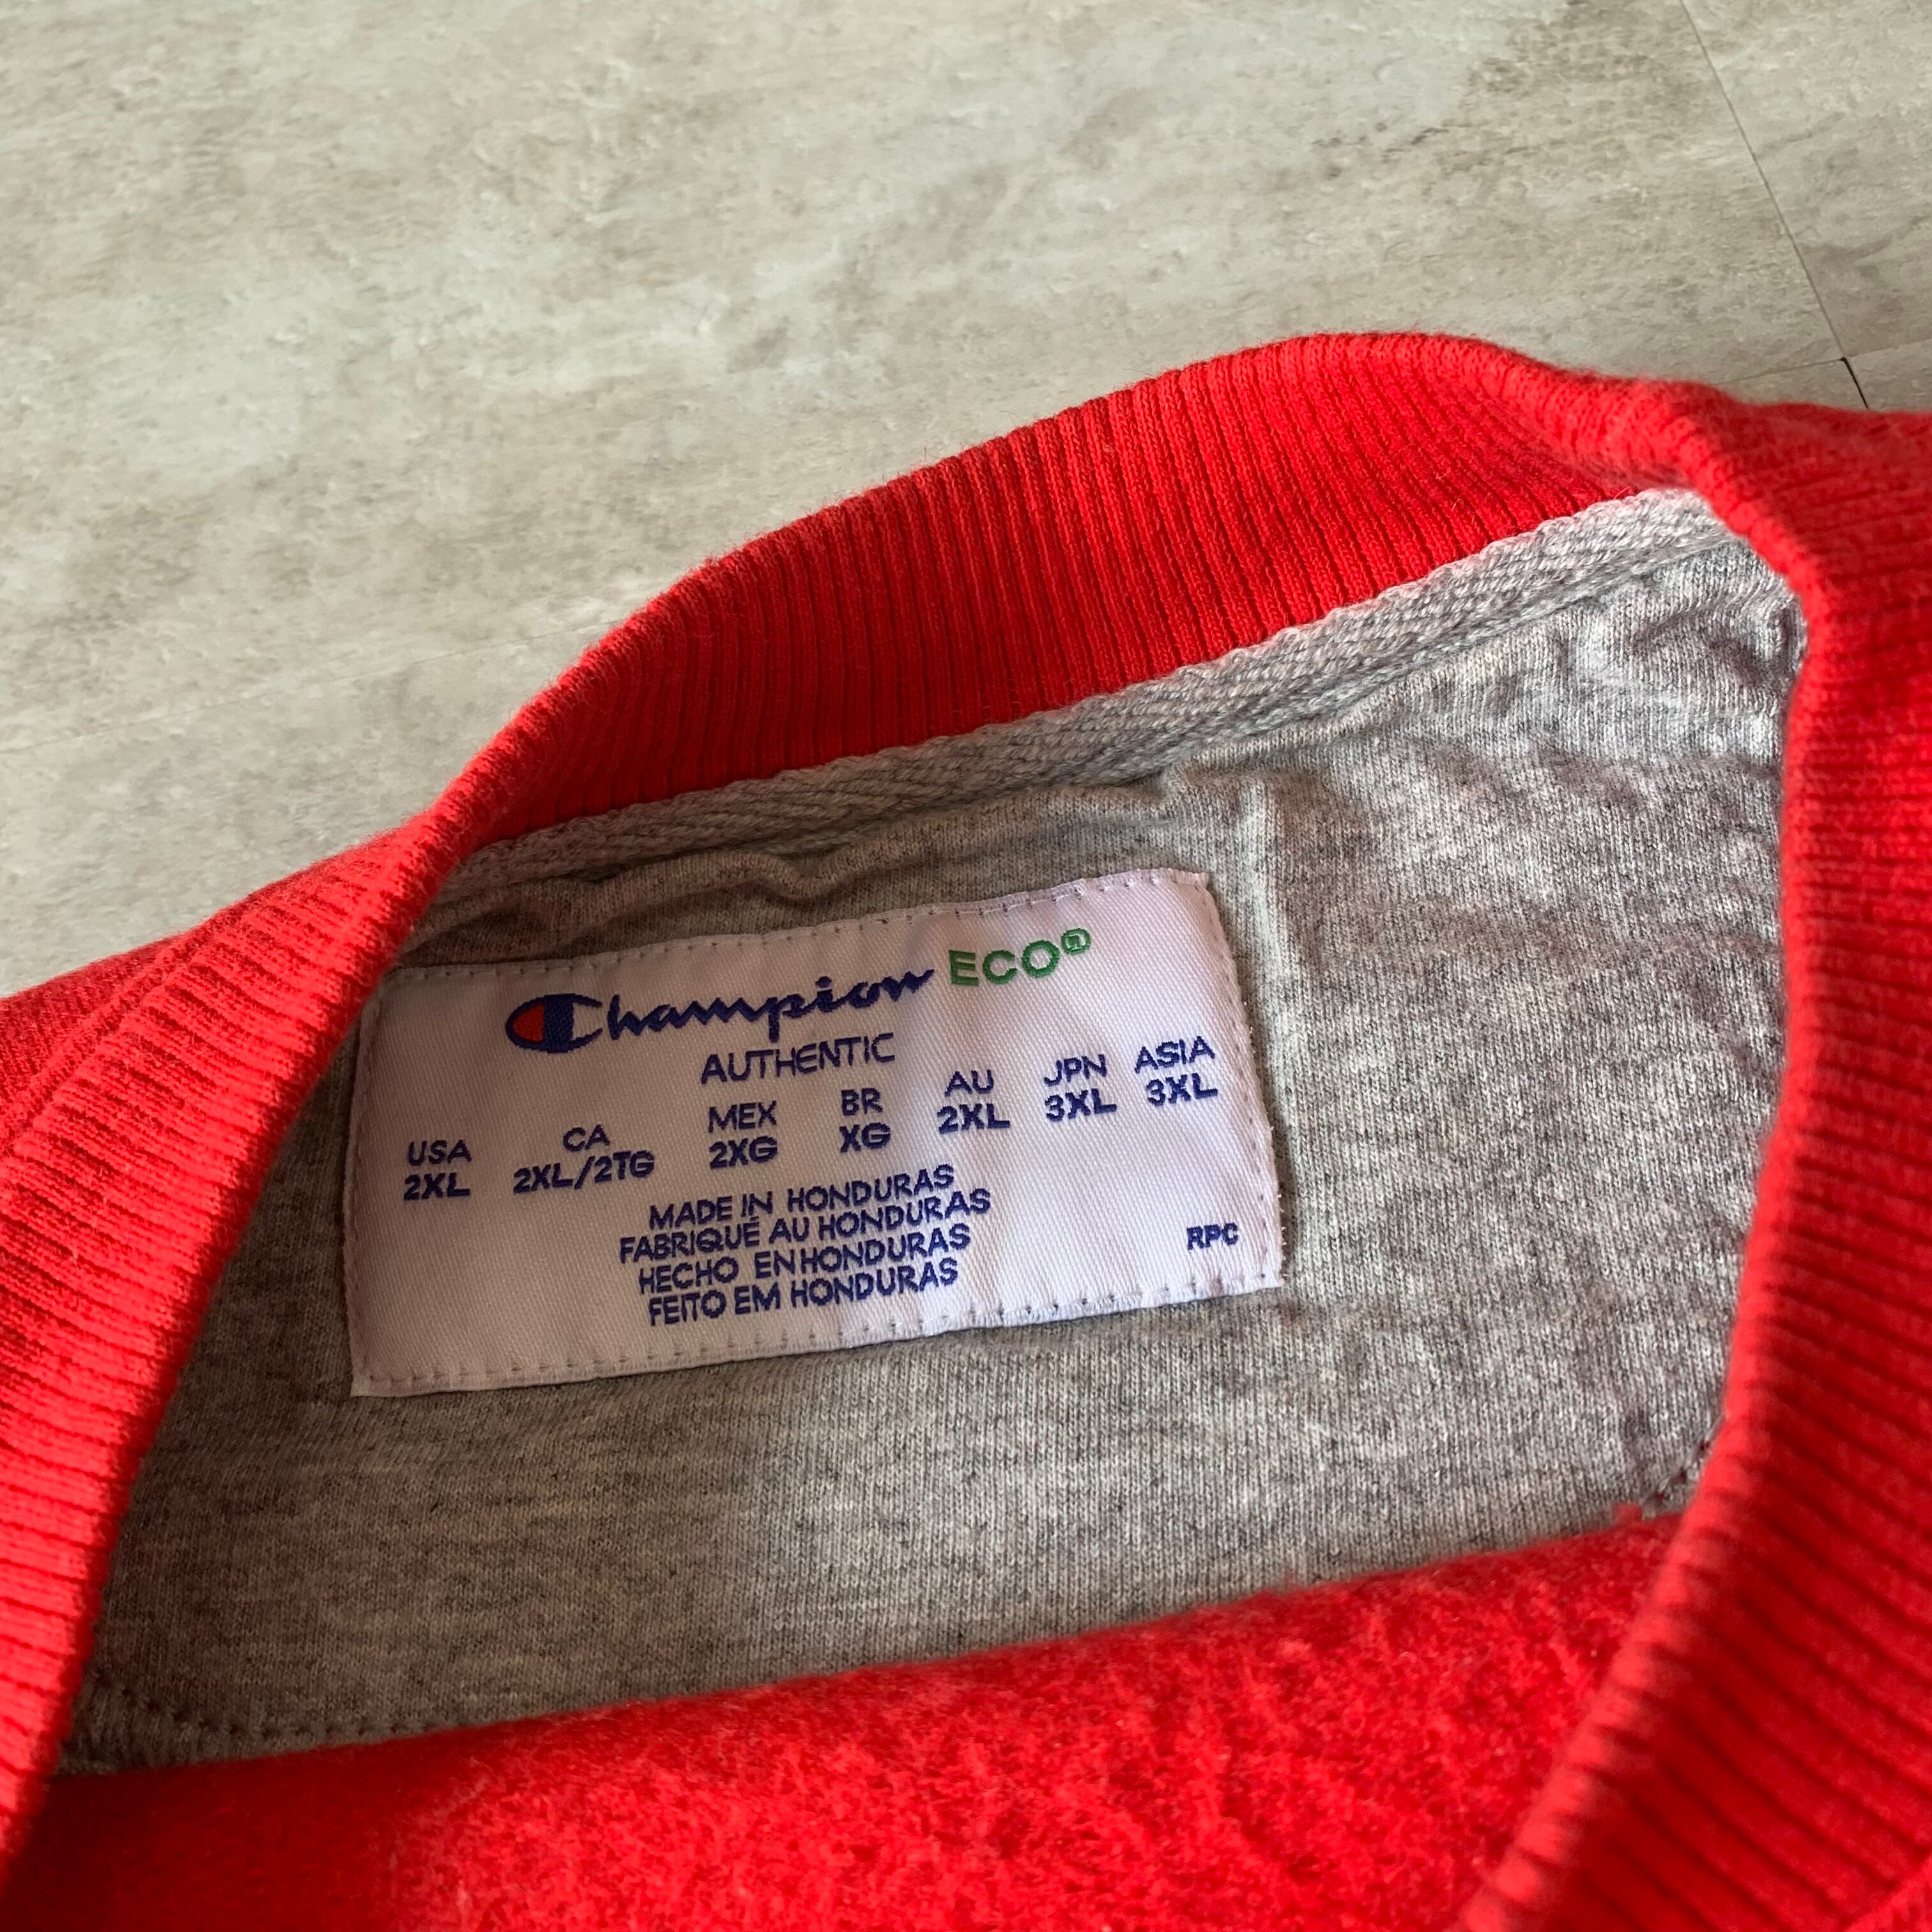 Champion ECO®
AUTHENTIC
USA CA MEX BR AU JPN ASIA
2XL 2XL/2TG 2XG XG 2XL 3XL 3XL
MADE IN HONDURAS
FABRIQUÉ AU HONDURAS
HECHO EN HONDURAS
FEITO EM HONDURAS
RPC